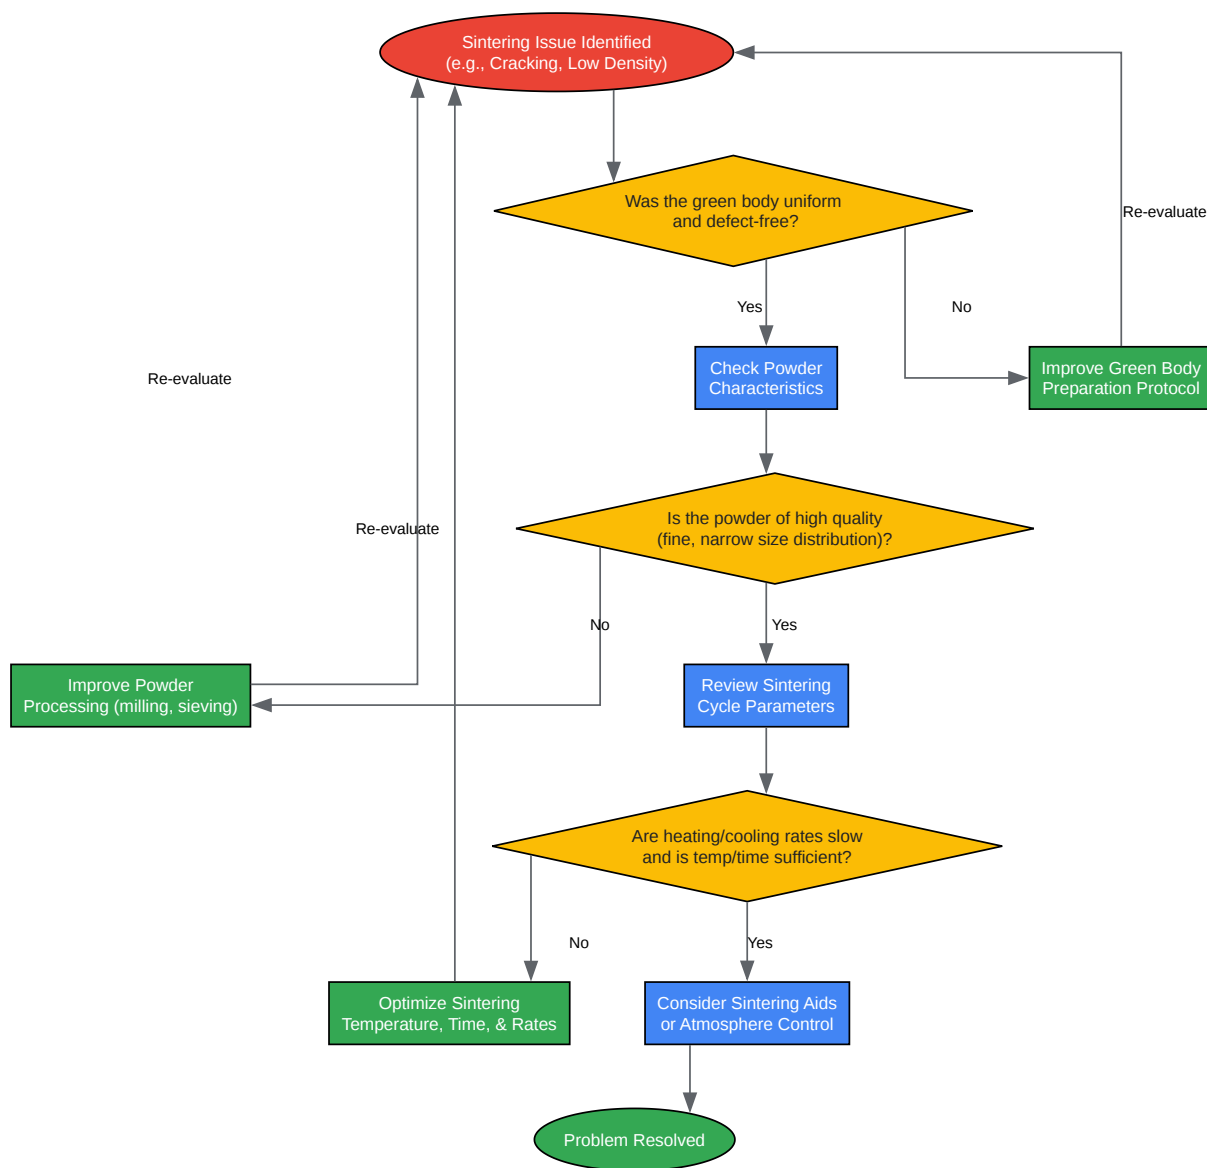 Sintering Issue Identified
(e.g., Cracking, Low Density)
Was the green body uniform
and defect-free?
Re-evaluate
Yes
No
Check Powder
Characteristics
Improve Green Body
Preparation Protocol
Re-evaluate
Is the powder of high quality
(fine, narrow size distribution)?
Re-evaluate
No
Yes
Improve Powder
Processing (milling, sieving)
Review Sintering
Cycle Parameters
Are heating/cooling rates slow
and is temp/time sufficient?
No
Yes
Optimize Sintering
Temperature, Time, & Rates
Consider Sintering Aids
or Atmosphere Control
Problem Resolved